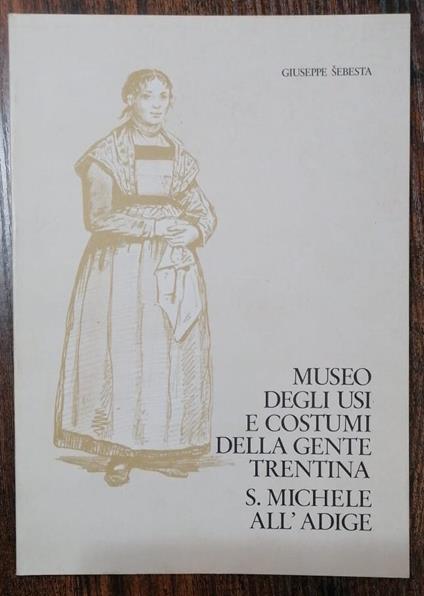 GIUSEPPE ŠEBESTA
MUSEO
DEGLI USI
E COSTUMI
DELLA GENTE
TRENTINA
S. MICHELE
ALL'ADIGE